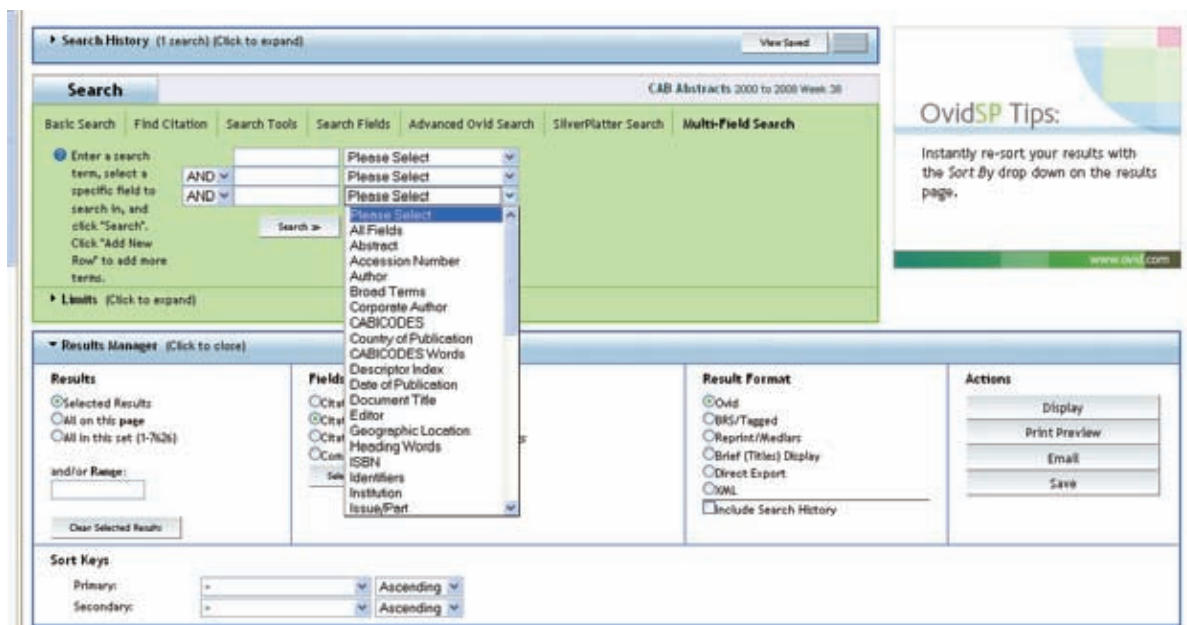 Search History (1 search) (Click to expand)
View Saved
Search
CAB Abstracts 2000 to 2008 Week 38
Basic Search Find Citation Search Tools Search Fields Advanced Ovid Search SilverPlatter Search Multi-Field Search
Enter a search
term, select a
specific field to
search in, and
click "Search".
Click "Add New
Row" to add more
terms.
Please Select
AND Please Select
AND Please Select
Search >>
Please Select
All Fields
Abstract
Accession Number
Author
Broad Terms
Corporate Author
CABICODES
Country of Publication
CABICODES Words
Descriptor Index
Date of Publication
Document Title
Editor
Geographic Location
Heading Words
ISBN
Identifiers
Institution
Issue/Part
Limits (Click to expand)
OvidSP Tips:
Instantly re-sort your results with
the Sort By drop down on the results
page.
www.ovid.com
Results Manager (Click to close)
Results
Selected Results
All on this page
All in this set (1-7626)
and/or Range:
Clear Selected Results
Fields
Result Format
Ovid
BRS/Tagged
Reprint/Medlars
Brief (Titles) Display
Direct Export
XML
Include Search History
Actions
Display
Print Preview
Email
Save
Sort Keys
Primary: - Ascending
Secondary: - Ascending